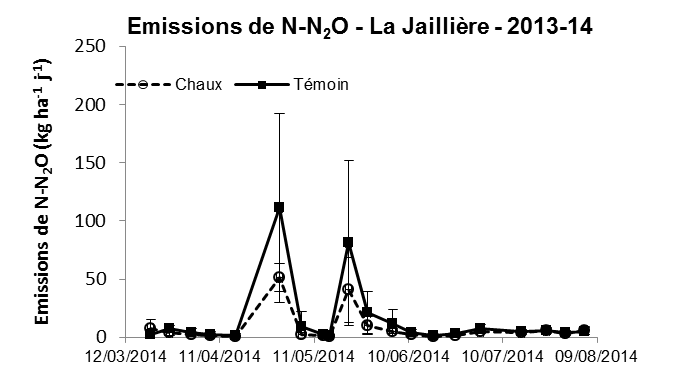 Emissions de N-N2O - La Jaillière - 2013-14
Emissions de N-N2O (kg ha-1 j-1)
250
200
150
100
50
0
Chaux
Témoin
12/03/2014 11/04/2014 11/05/2014 10/06/2014 10/07/2014 09/08/2014